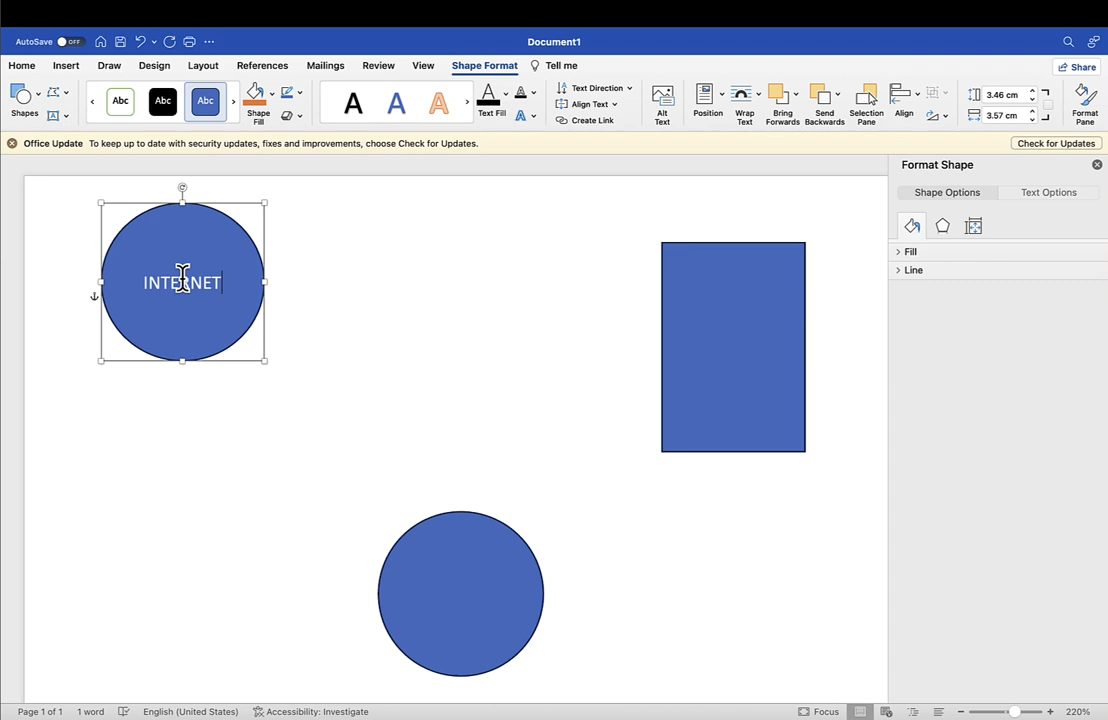 AutoSave OFF Document1
Home Insert Draw Design Layout References Mailings Review View Shape Format Tell me Share
Shapes
Abc Abc Abc
Shape Fill
A A A
Text Fill
Text Direction
Align Text
Create Link
Alt Text
Position
Wrap Text
Bring Forwards
Send Backwards
Selection Pane
Align
3.46 cm
3.57 cm
Format Pane
Office Update To keep up to date with security updates, fixes and improvements, choose Check for Updates. Check for Updates
Format Shape
Shape Options Text Options
Fill
Line
INTERNET
Page 1 of 1 1 word English (United States) Accessibility: Investigate Focus 220%